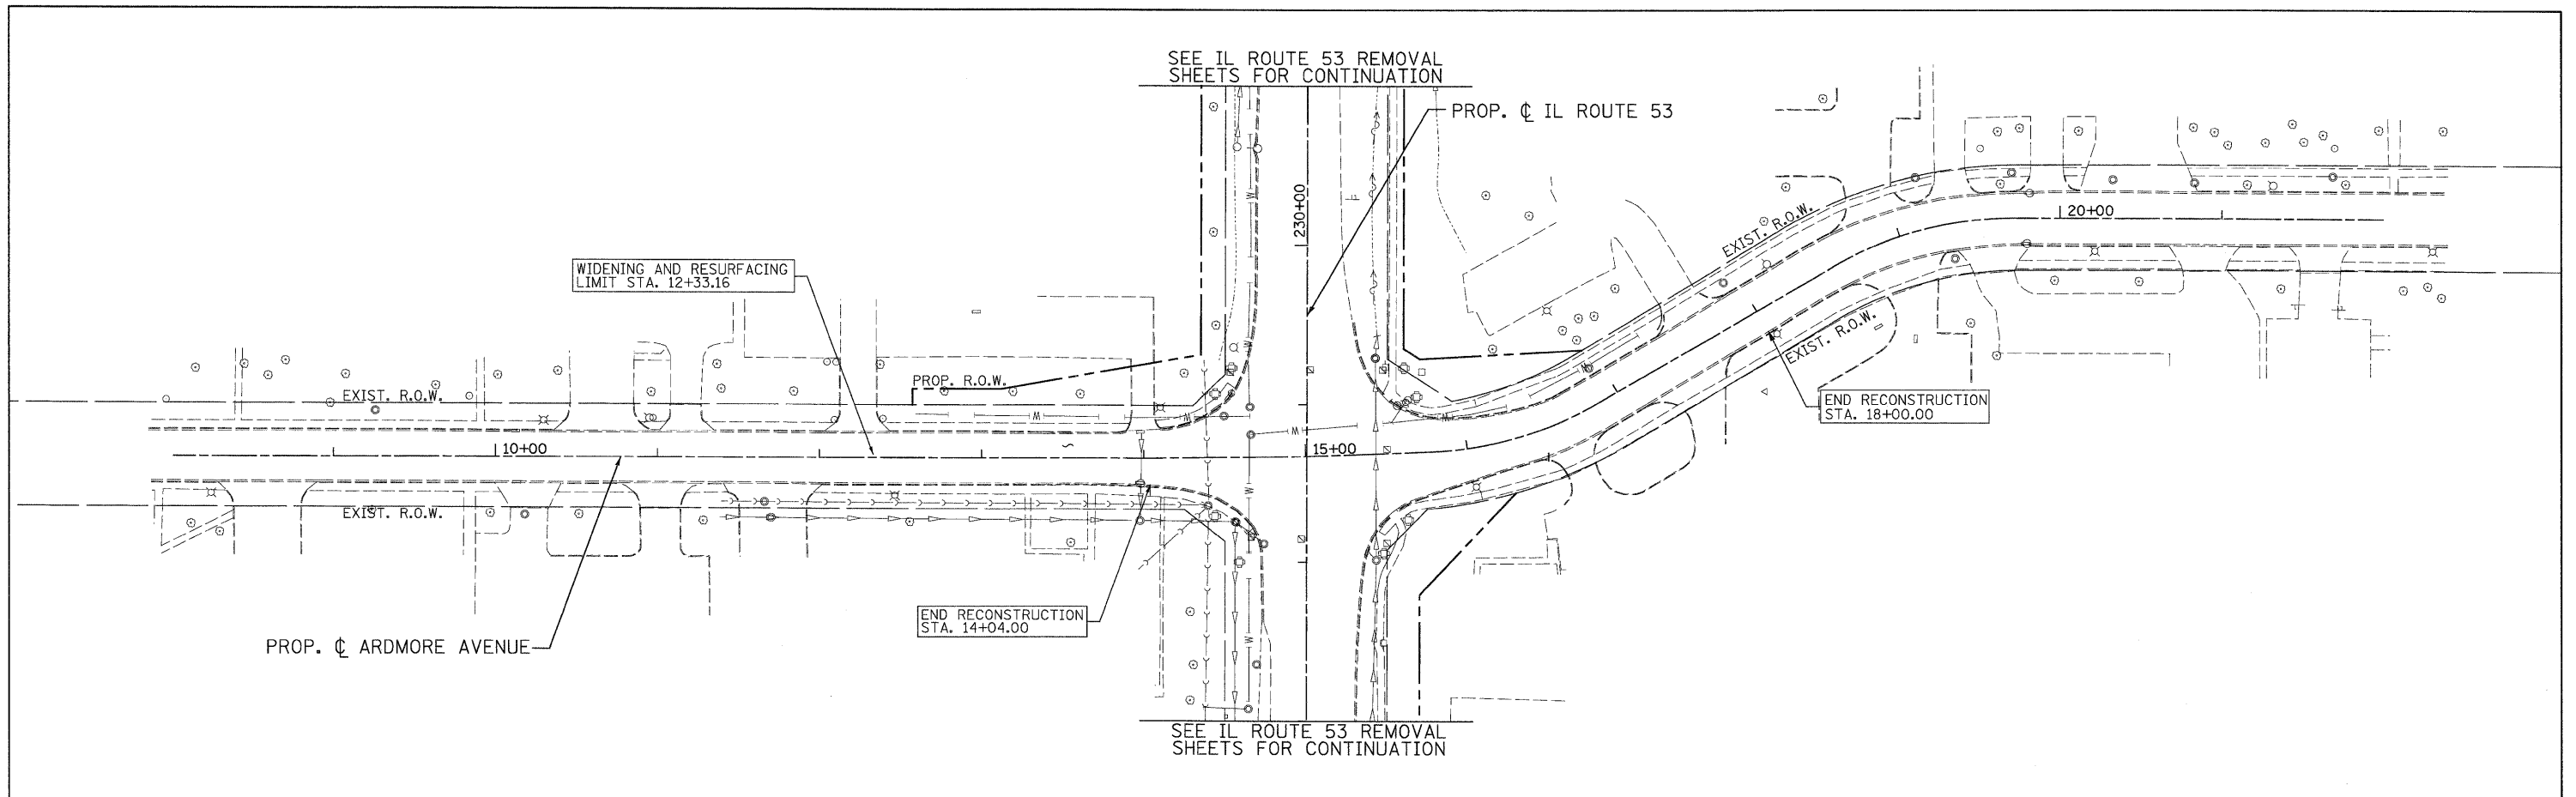 SEE IL ROUTE 53 REMOVAL
SHEETS FOR CONTINUATION
PROP. ℄ IL ROUTE 53
230+00
20+00
EXIST. R.O.W.
WIDENING AND RESURFACING
LIMIT STA. 12+33.16
EXIST. R.O.W.
PROP. R.O.W.
EXIST. R.O.W.
END RECONSTRUCTION
STA. 18+00.00
10+00
15+00
W
W
W
W
W
W
W
W
W
EXIST. R.O.W.
END RECONSTRUCTION
STA. 14+04.00
PROP. ℄ ARDMORE AVENUE
SEE IL ROUTE 53 REMOVAL
SHEETS FOR CONTINUATION